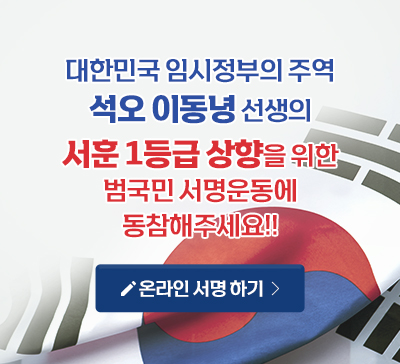 대한민국 임시정부의 주역
석오 이동녕 선생의
서훈 1등급 상향을 위한
범국민 서명운동에
동참해주세요!!
온라인 서명 하기 >